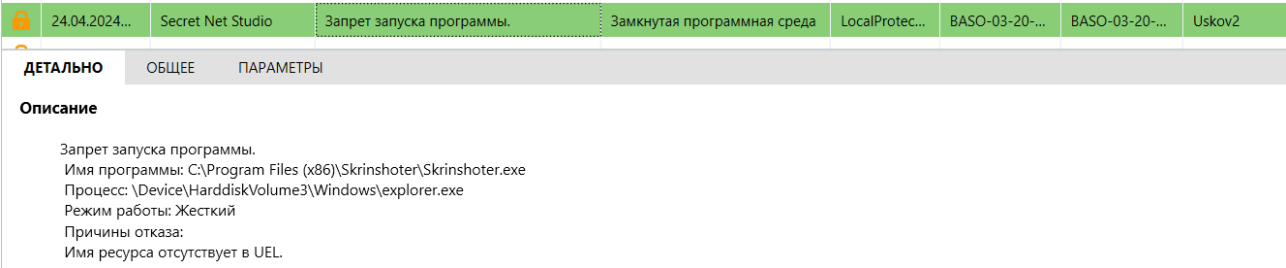 24.04.2024... Secret Net Studio Запрет запуска программы. Замкнутая программная среда LocalProtec... BASO-03-20-... BASO-03-20-... Uskov2
ДЕТАЛЬНО ОБЩЕЕ ПАРАМЕТРЫ
Описание
Запрет запуска программы.
Имя программы: C:\Program Files (x86)\Skrinshoter\Skrinshoter.exe
Процесс: \Device\HarddiskVolume3\Windows\explorer.exe
Режим работы: Жесткий
Причины отказа:
Имя ресурса отсутствует в UEL.